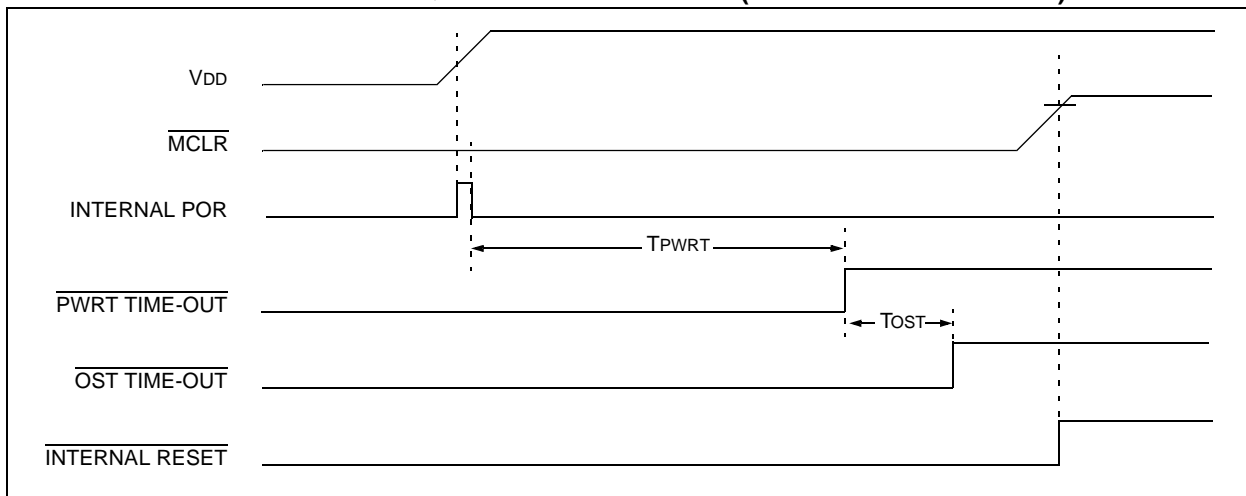 VDD
MCLR
INTERNAL POR
TPWRT
PWRT TIME-OUT
TOST
OST TIME-OUT
INTERNAL RESET